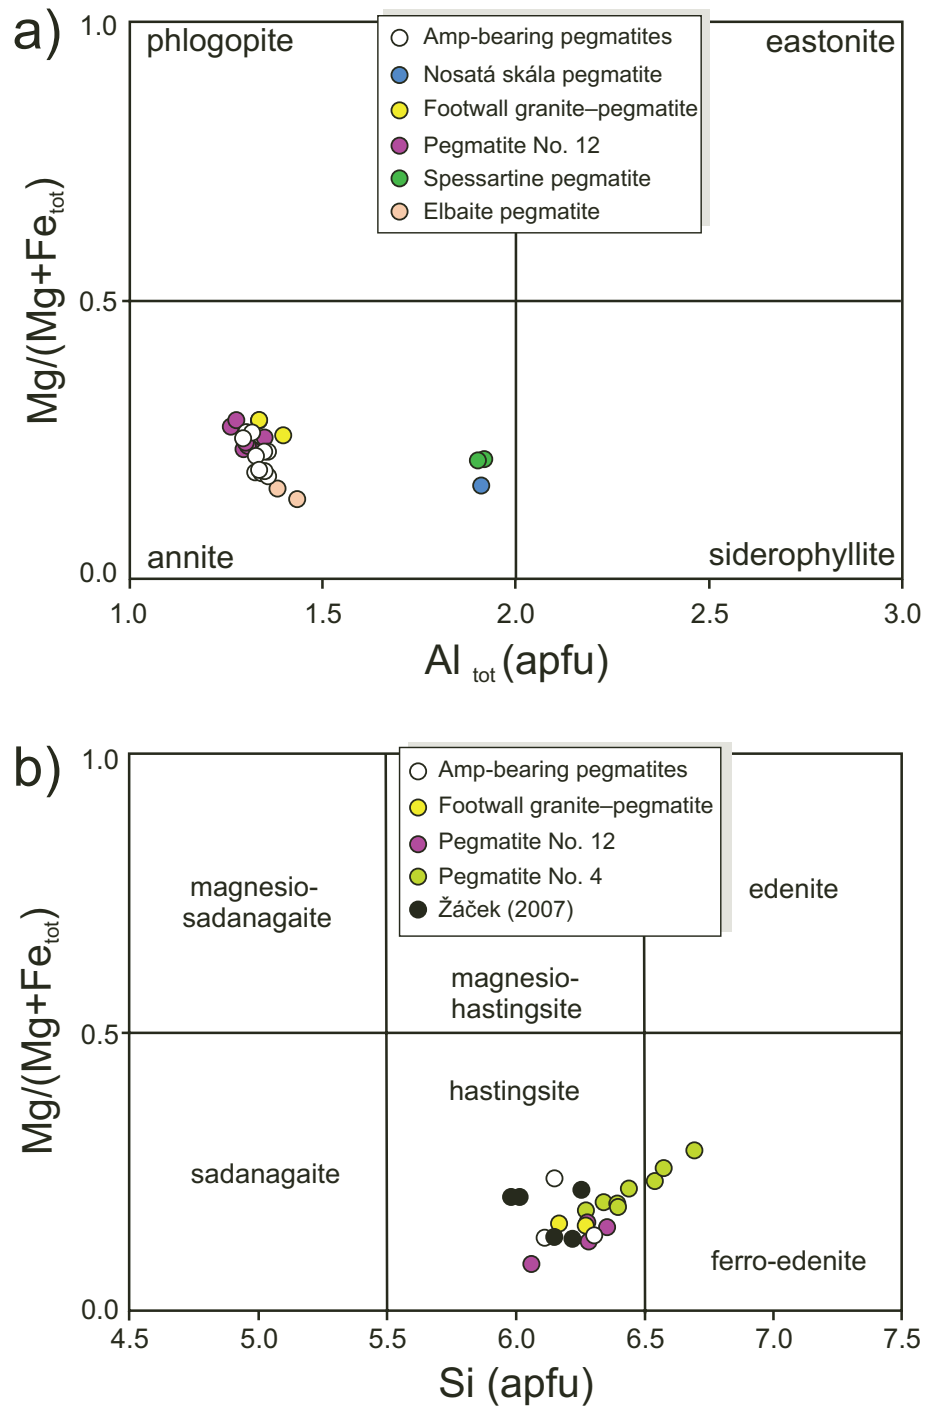 a)
1.0
phlogopite
eastonite
Amp-bearing pegmatites
Nosatá skála pegmatite
Footwall granite–pegmatite
Pegmatite No. 12
Spessartine pegmatite
Elbaite pegmatite
Mg/(Mg+Fetot)
0.5
annite
siderophyllite
0.0
1.0 1.5 2.0 2.5 3.0
Al tot (apfu)
b)
1.0
Amp-bearing pegmatites
Footwall granite–pegmatite
Pegmatite No. 12
Pegmatite No. 4
Žáček (2007)
magnesio-
sadanagaite
edenite
magnesio-
hastingsite
Mg/(Mg+Fetot)
0.5
hastingsite
sadanagaite
ferro-edenite
0.0
4.5 5.0 5.5 6.0 6.5 7.0 7.5
Si (apfu)